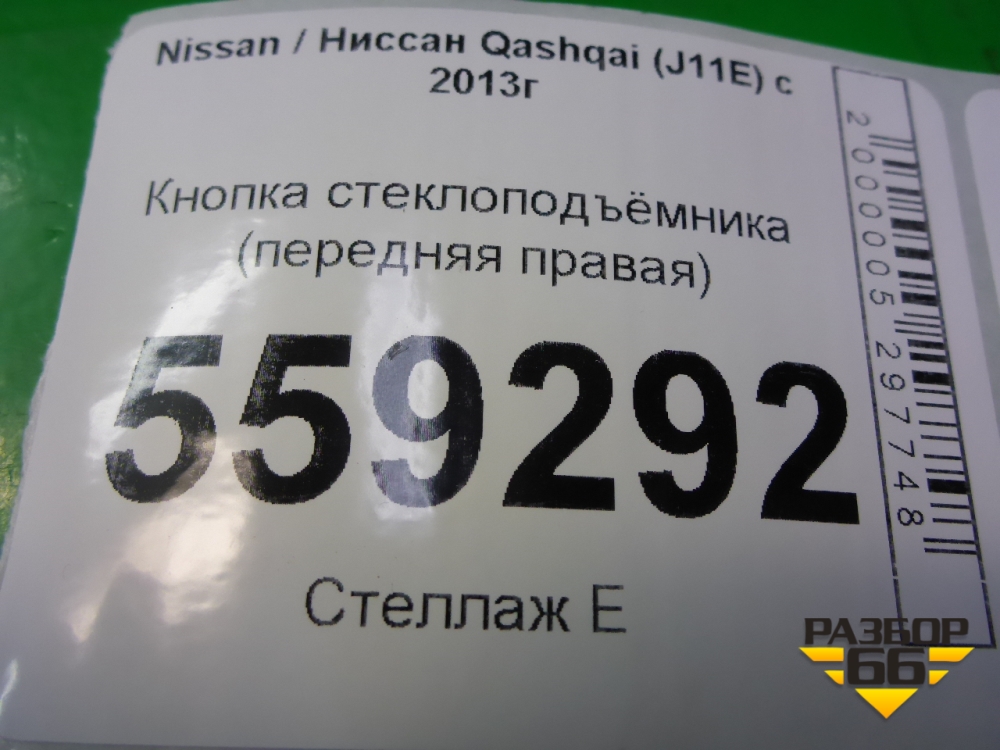 Nissan / Ниссан Qashqai (J11E) с
2013г
Кнопка стеклоподъёмника
(передняя правая)
559292
Стеллаж E
2000005297748
РАЗБОР
66